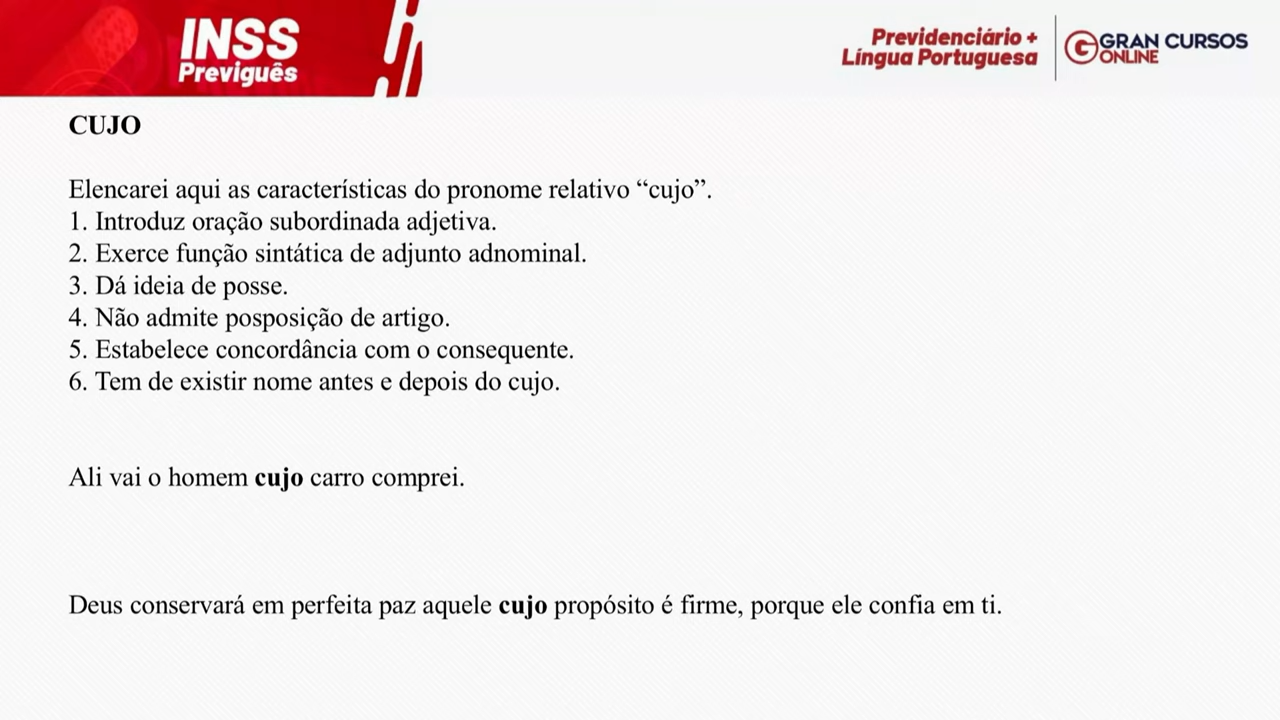 INSS
Previguês
Previdenciário +
Língua Portuguesa
GRAN CURSOS
ONLINE
CUJO
Elencarei aqui as características do pronome relativo “cujo”.
1. Introduz oração subordinada adjetiva.
2. Exerce função sintática de adjunto adnominal.
3. Dá ideia de posse.
4. Não admite posposição de artigo.
5. Estabelece concordância com o consequente.
6. Tem de existir nome antes e depois do cujo.
Ali vai o homem cujo carro comprei.
Deus conservará em perfeita paz aquele cujo propósito é firme, porque ele confia em ti.